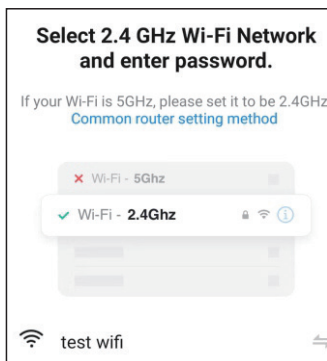 Select 2.4 GHz Wi-Fi Network
and enter password.
If your Wi-Fi is 5GHz, please set it to be 2.4GHz
Common router setting method
Wi-Fi - 5Ghz
Wi-Fi - 2.4Ghz
test wifi